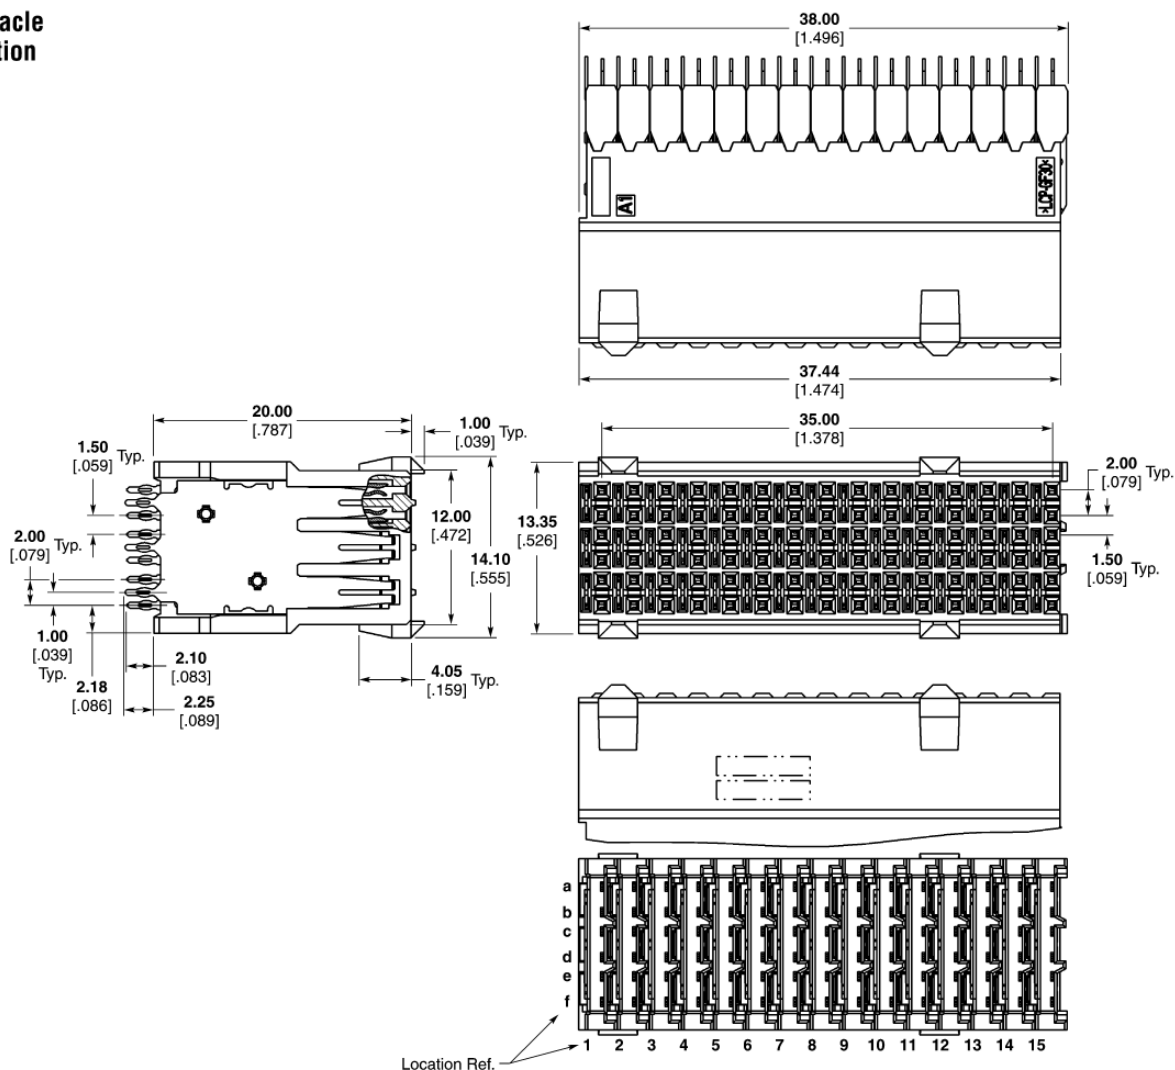 acle
tion
38.00
[1.496]
A1
>LCP-GF30<
37.44
[1.474]
20.00
[.787]
1.00
[.039] Typ.
1.50
[.059] Typ.
35.00
[1.378]
2.00
[.079] Typ.
12.00
[.472]
13.35
[.526]
14.10
[.555]
2.00
[.079] Typ.
1.50
[.059] Typ.
1.00
[.039]
Typ.
2.10
[.083]
2.18
[.086]
2.25
[.089]
4.05
[.159] Typ.
a
b
c
d
e
f
Location Ref.
1 2 3 4 5 6 7 8 9 10 11 12 13 14 15